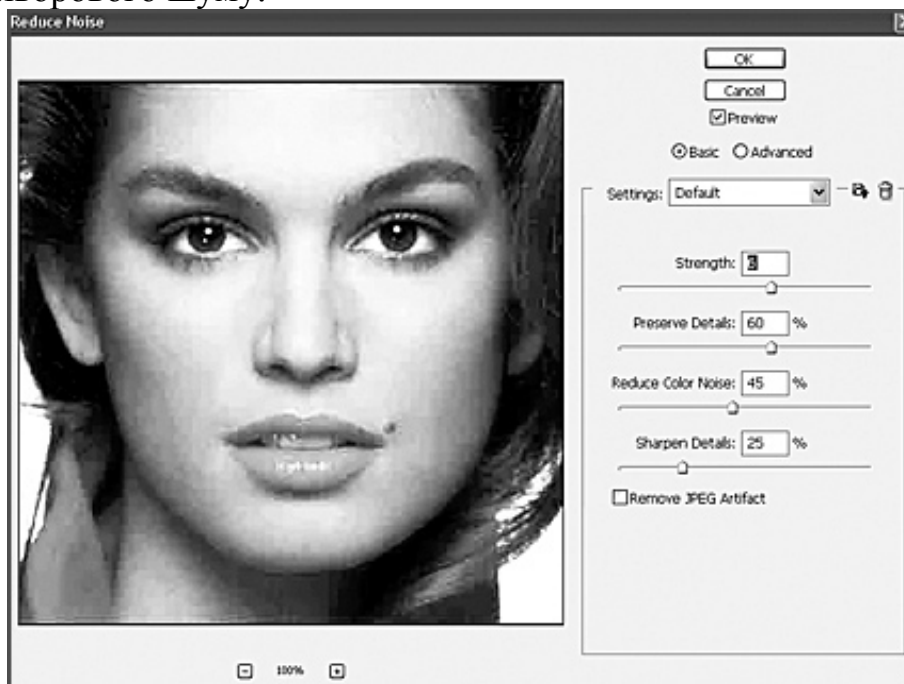 шуму.
Reduce Noise
OK
Cancel
Preview
Basic Advanced
Settings: Default
Strength:
Preserve Details: 60 %
Reduce Color Noise: 45 %
Sharpen Details: 25 %
Remove JPEG Artifact
100%